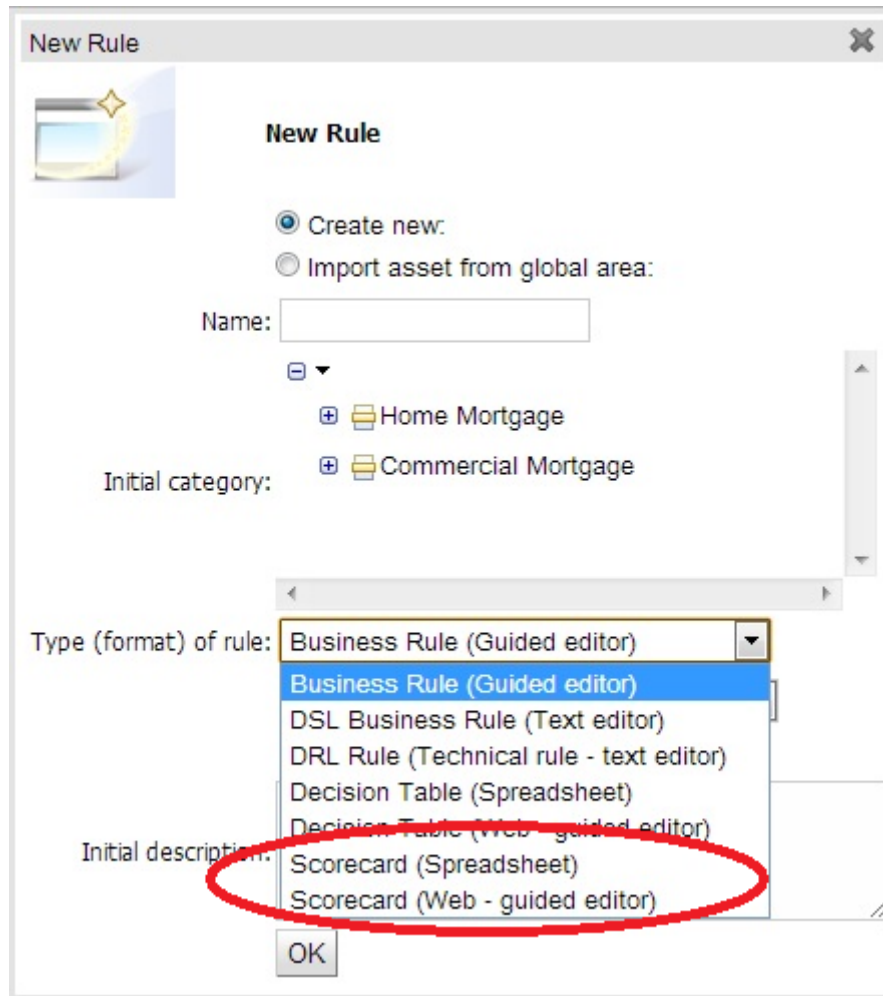 New Rule
New Rule
Create new:
Import asset from global area:
Name:
Home Mortgage
Commercial Mortgage
Initial category:
Type (format) of rule: Business Rule (Guided editor)
Business Rule (Guided editor)
DSL Business Rule (Text editor)
DRL Rule (Technical rule - text editor)
Decision Table (Spreadsheet)
Decision Table (Web - guided editor)
Initial description:
Scorecard (Spreadsheet)
Scorecard (Web - guided editor)
OK